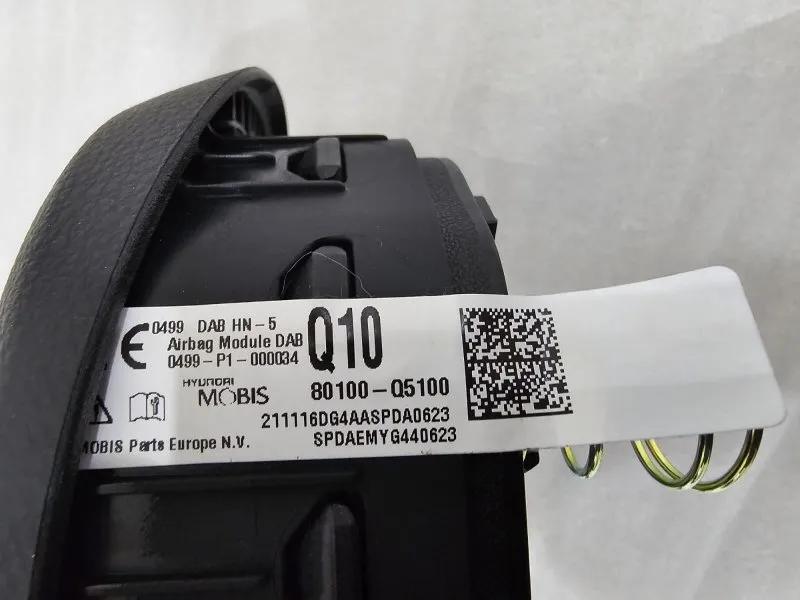 CE 0499 DAB HN-5
Airbag Module DAB
0499-P1-000034
Q10
HYUNDAI
MOBIS
80100-Q5100
211116DG4AASPDA0623
SPDAEMYG440623
MOBIS Parts Europe N.V.